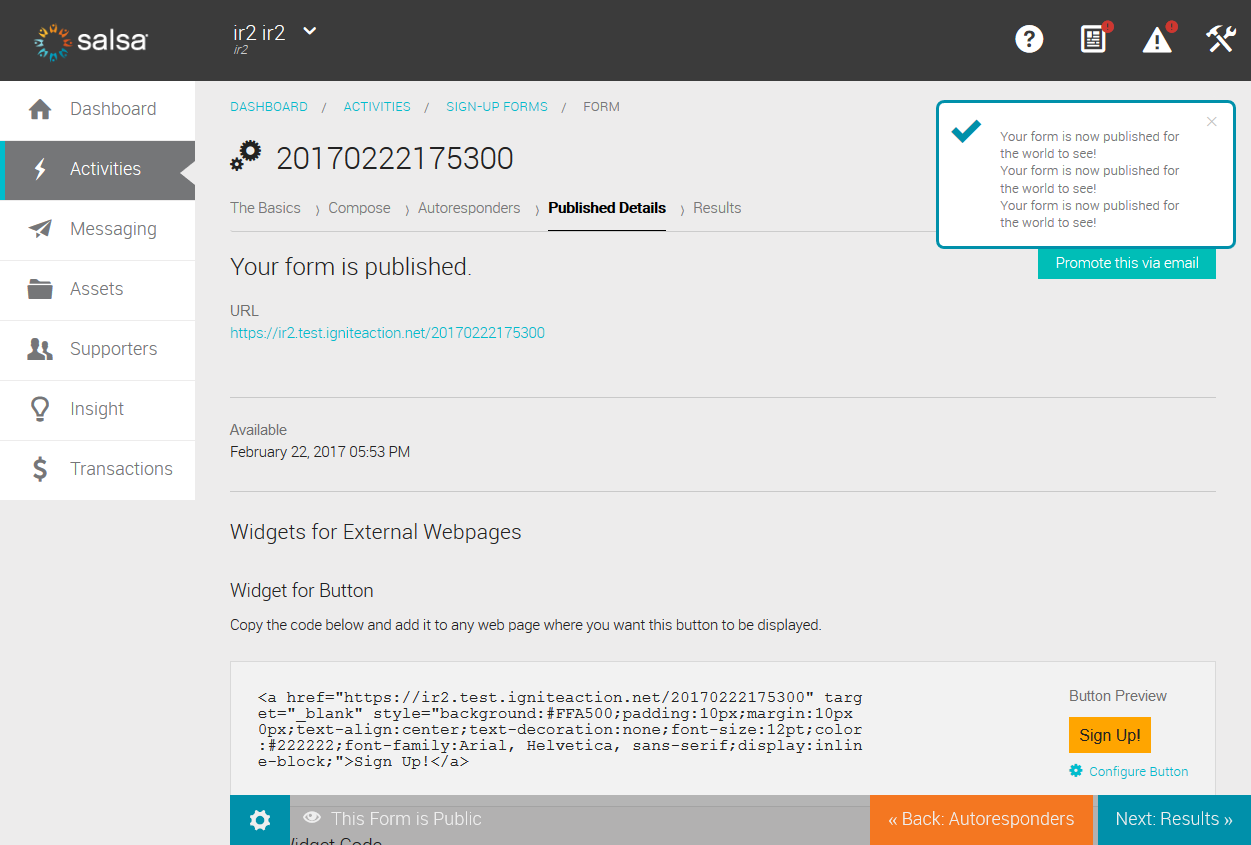 salsa
ir2 ir2
ir2
?
!
!
Dashboard
Activities
Messaging
Assets
Supporters
Insight
$ Transactions
DASHBOARD / ACTIVITIES / SIGN-UP FORMS / FORM
20170222175300
The Basics › Compose › Autoresponders › Published Details › Results
×
Your form is now published for
the world to see!
Your form is now published for
the world to see!
Your form is now published for
the world to see!
Promote this via email
Your form is published.
URL
https://ir2.test.igniteaction.net/20170222175300
Available
February 22, 2017 05:53 PM
Widgets for External Webpages
Widget for Button
Copy the code below and add it to any web page where you want this button to be displayed.
<a href="https://ir2.test.igniteaction.net/20170222175300" targ
et="_blank" style="background:#FFA500;padding:10px;margin:10px
0px;text-align:center;text-decoration:none;font-size:12pt;color
:#222222;font-family:Arial, Helvetica, sans-serif;display:inlin
e-block;">Sign Up!</a>
Button Preview
Sign Up!
Configure Button
This Form is Public
« Back: Autoresponders
Next: Results »
Code